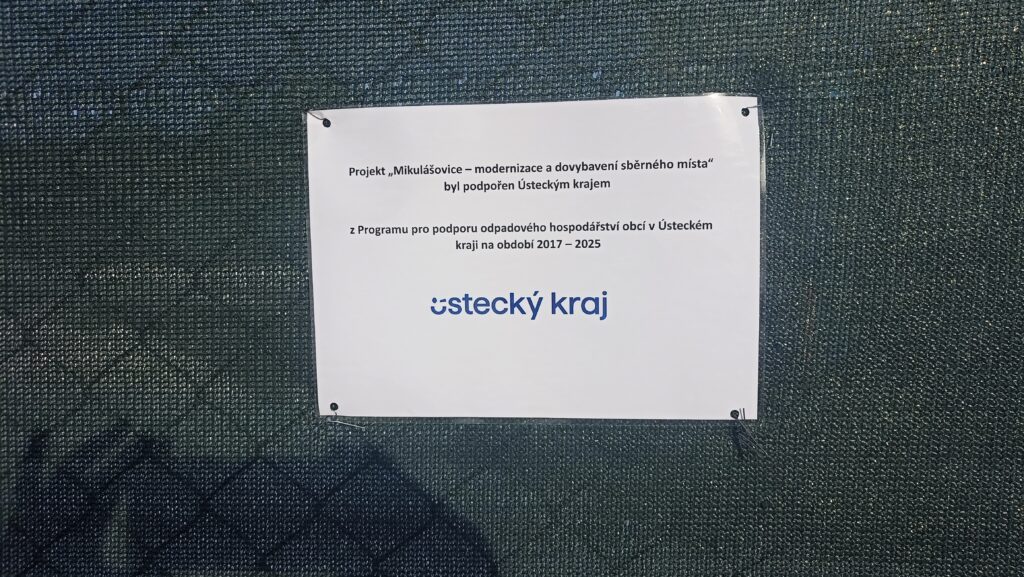 Projekt „Mikulášovice – modernizace a dovybavení sběrného místa“
byl podpořen Ústeckým krajem
z Programu pro podporu odpadového hospodářství obcí v Ústeckém
kraji na období 2017 – 2025
ústecký kraj